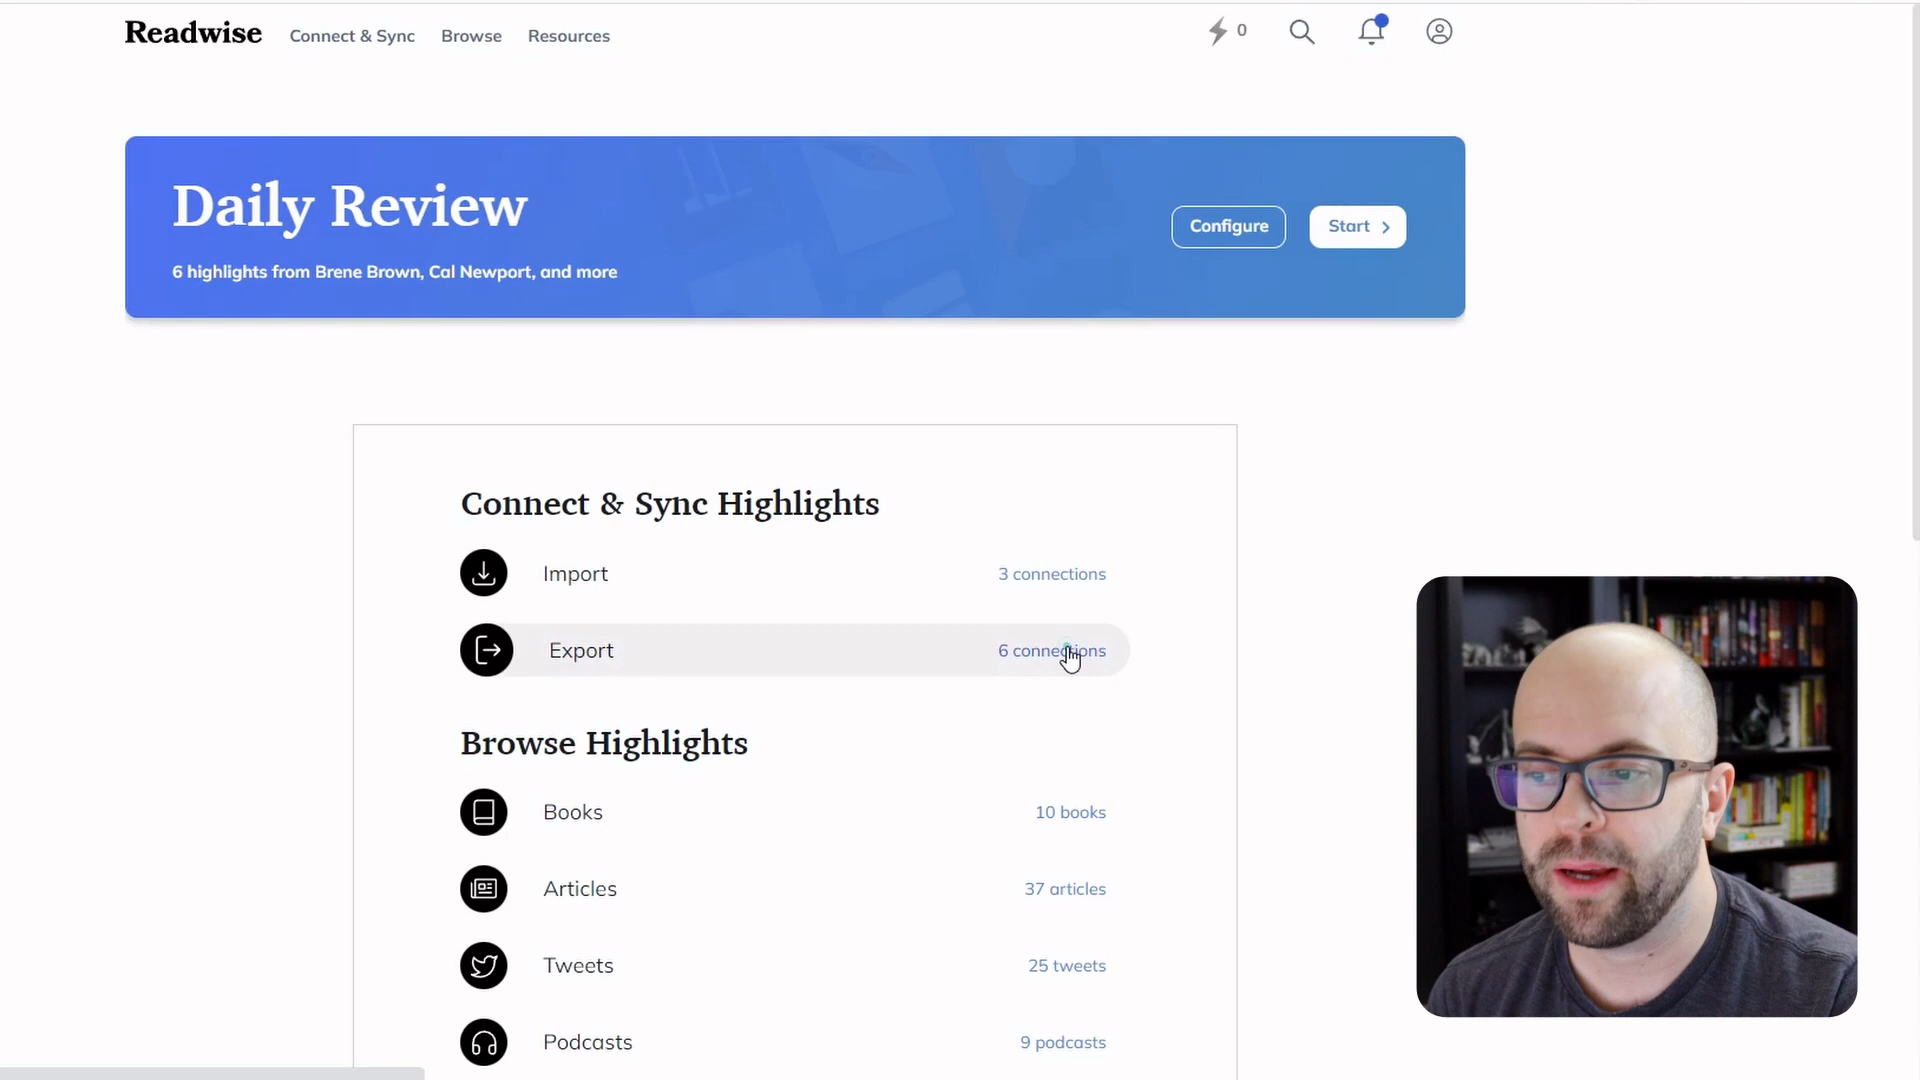 Readwise Connect & Sync Browse Resources 0
Daily Review
6 highlights from Brene Brown, Cal Newport, and more
Configure Start
Connect & Sync Highlights
Import 3 connections
Export 6 connections
Browse Highlights
Books 10 books
Articles 37 articles
Tweets 25 tweets
Podcasts 9 podcasts